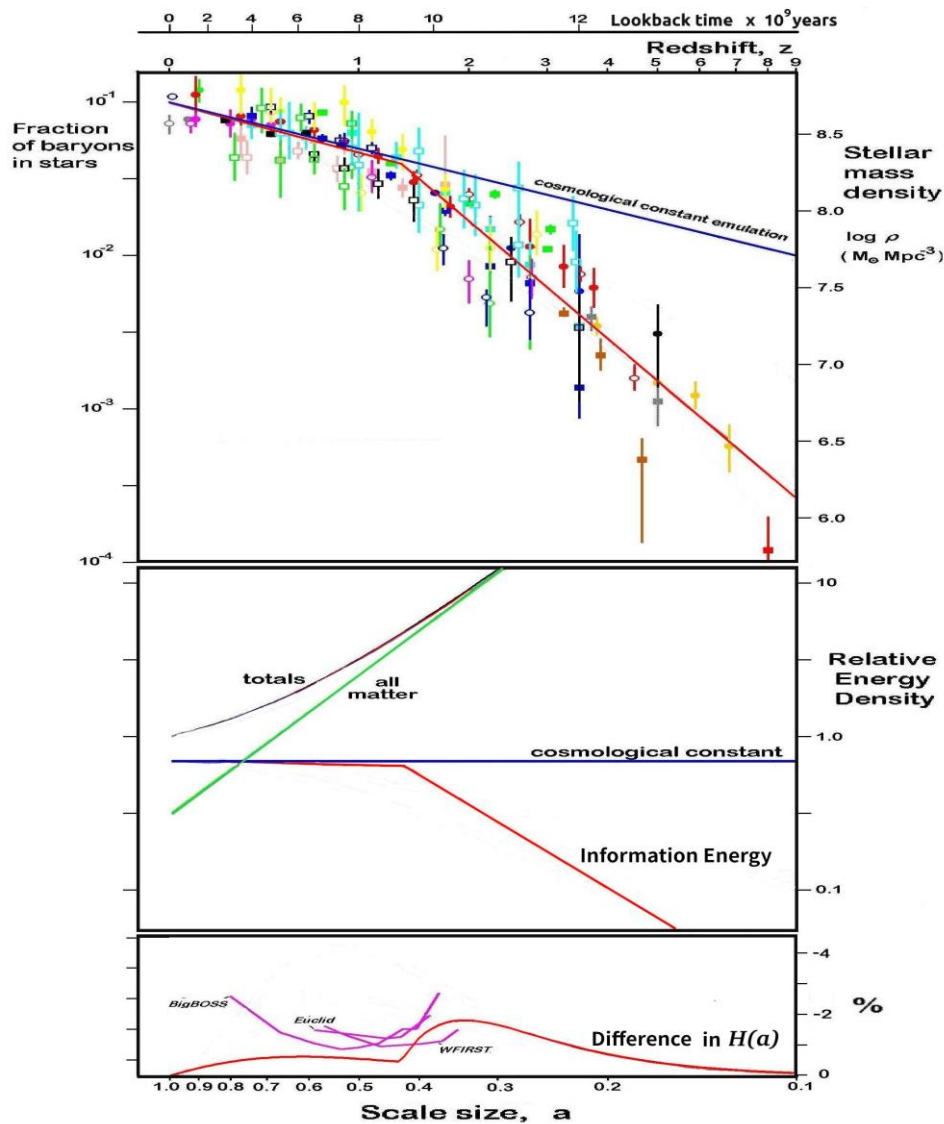 0 2 4 6 8 10 12 Lookback time x 10⁹ years
Redshift, z
0 1 2 3 4 5 6 7 8 9
10⁻¹
Fraction
of baryons
in stars
10⁻²
10⁻³
10⁻⁴
cosmological constant emulation
8.5
Stellar
mass
density
8.0
log ρ
(M⊙ Mpc⁻³)
7.5
7.0
6.5
6.0
totals
all
matter
cosmological constant
Information Energy
10
Relative
Energy
Density
1.0
0.1
BigBOSS
Euclid
WFIRST
Difference in H(a)
-4
%
-2
0
1.0 0.9 0.8 0.7 0.6 0.5 0.4 0.3 0.2 0.1
Scale size, a